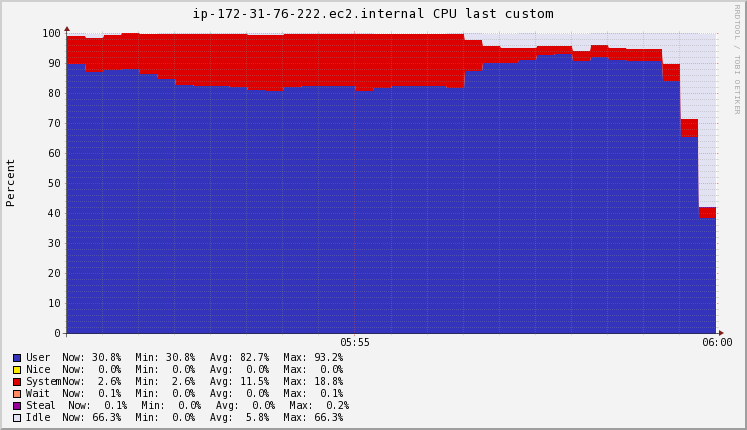 ip-172-31-76-222.ec2.internal CPU last custom
RRDTOOL / TOBI OETIKER
Percent
100
90
80
70
60
50
40
30
20
10
0
05:55 06:00
User Now: 30.8% Min: 30.8% Avg: 82.7% Max: 93.2%
Nice Now: 0.0% Min: 0.0% Avg: 0.0% Max: 0.0%
System Now: 2.6% Min: 2.6% Avg: 11.5% Max: 18.8%
Wait Now: 0.1% Min: 0.0% Avg: 0.0% Max: 0.1%
Steal Now: 0.1% Min: 0.0% Avg: 0.0% Max: 0.2%
Idle Now: 66.3% Min: 0.0% Avg: 5.8% Max: 66.3%